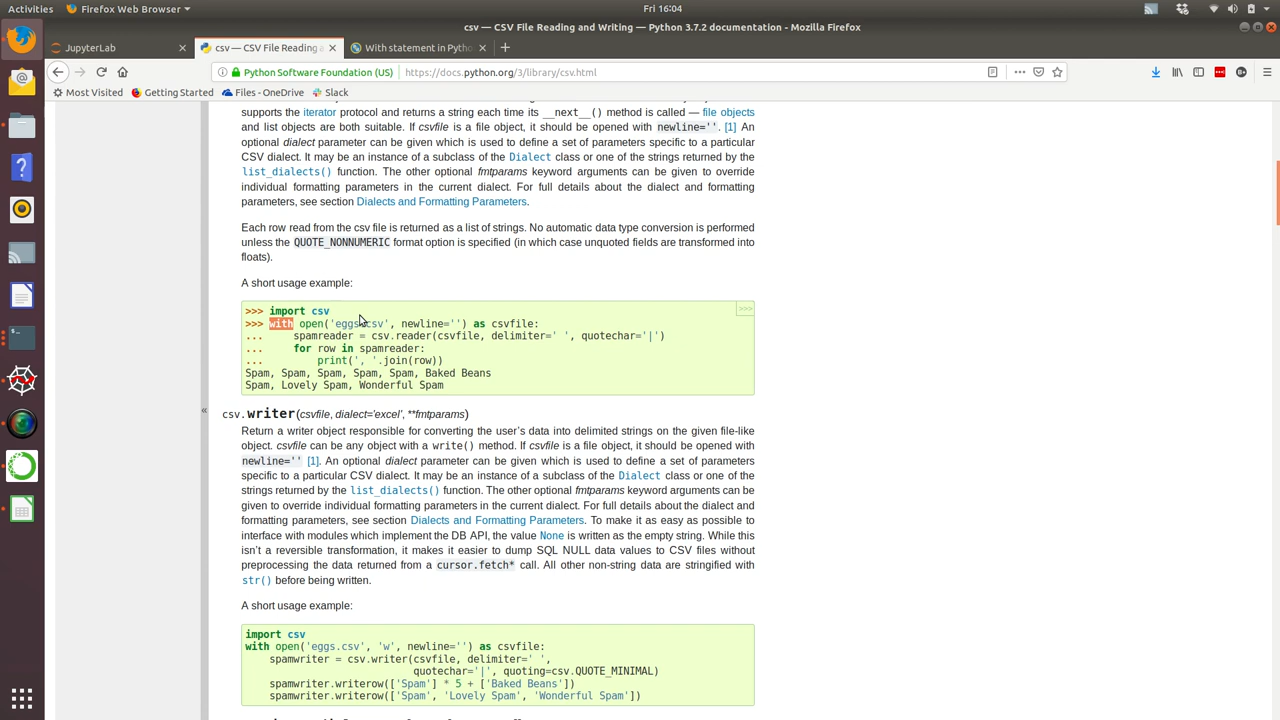 Activities
Firefox Web Browser
Fri 16:04
csv — CSV File Reading and Writing — Python 3.7.2 documentation - Mozilla Firefox
JupyterLab
csv — CSV File Reading a
With statement in Pytho
Python Software Foundation (US)
https://docs.python.org/3/library/csv.html
Most Visited
Getting Started
Files - OneDrive
Slack
supports the iterator protocol and returns a string each time its __next__() method is called — file objects
and list objects are both suitable. If csvfile is a file object, it should be opened with newline=''. [1] An
optional dialect parameter can be given which is used to define a set of parameters specific to a particular
CSV dialect. It may be an instance of a subclass of the Dialect class or one of the strings returned by the
list_dialects() function. The other optional fmtparams keyword arguments can be given to override
individual formatting parameters in the current dialect. For full details about the dialect and formatting
parameters, see section Dialects and Formatting Parameters.
Each row read from the csv file is returned as a list of strings. No automatic data type conversion is performed
unless the QUOTE_NONNUMERIC format option is specified (in which case unquoted fields are transformed into
floats).
A short usage example:
>>>
>>> import csv
>>> with open('eggs.csv', newline='') as csvfile:
...     spamreader = csv.reader(csvfile, delimiter=' ', quotechar='|')
...     for row in spamreader:
...         print(', '.join(row))
Spam, Spam, Spam, Spam, Spam, Baked Beans
Spam, Lovely Spam, Wonderful Spam
«
csv.writer(csvfile, dialect='excel', **fmtparams)
Return a writer object responsible for converting the user's data into delimited strings on the given file-like
object. csvfile can be any object with a write() method. If csvfile is a file object, it should be opened with
newline='' [1]. An optional dialect parameter can be given which is used to define a set of parameters
specific to a particular CSV dialect. It may be an instance of a subclass of the Dialect class or one of the
strings returned by the list_dialects() function. The other optional fmtparams keyword arguments can be
given to override individual formatting parameters in the current dialect. For full details about the dialect and
formatting parameters, see section Dialects and Formatting Parameters. To make it as easy as possible to
interface with modules which implement the DB API, the value None is written as the empty string. While this
isn't a reversible transformation, it makes it easier to dump SQL NULL data values to CSV files without
preprocessing the data returned from a cursor.fetch* call. All other non-string data are stringified with
str() before being written.
A short usage example:
import csv
with open('eggs.csv', 'w', newline='') as csvfile:
    spamwriter = csv.writer(csvfile, delimiter=' ',
                            quotechar='|', quoting=csv.QUOTE_MINIMAL)
    spamwriter.writerow(['Spam'] * 5 + ['Baked Beans'])
    spamwriter.writerow(['Spam', 'Lovely Spam', 'Wonderful Spam'])